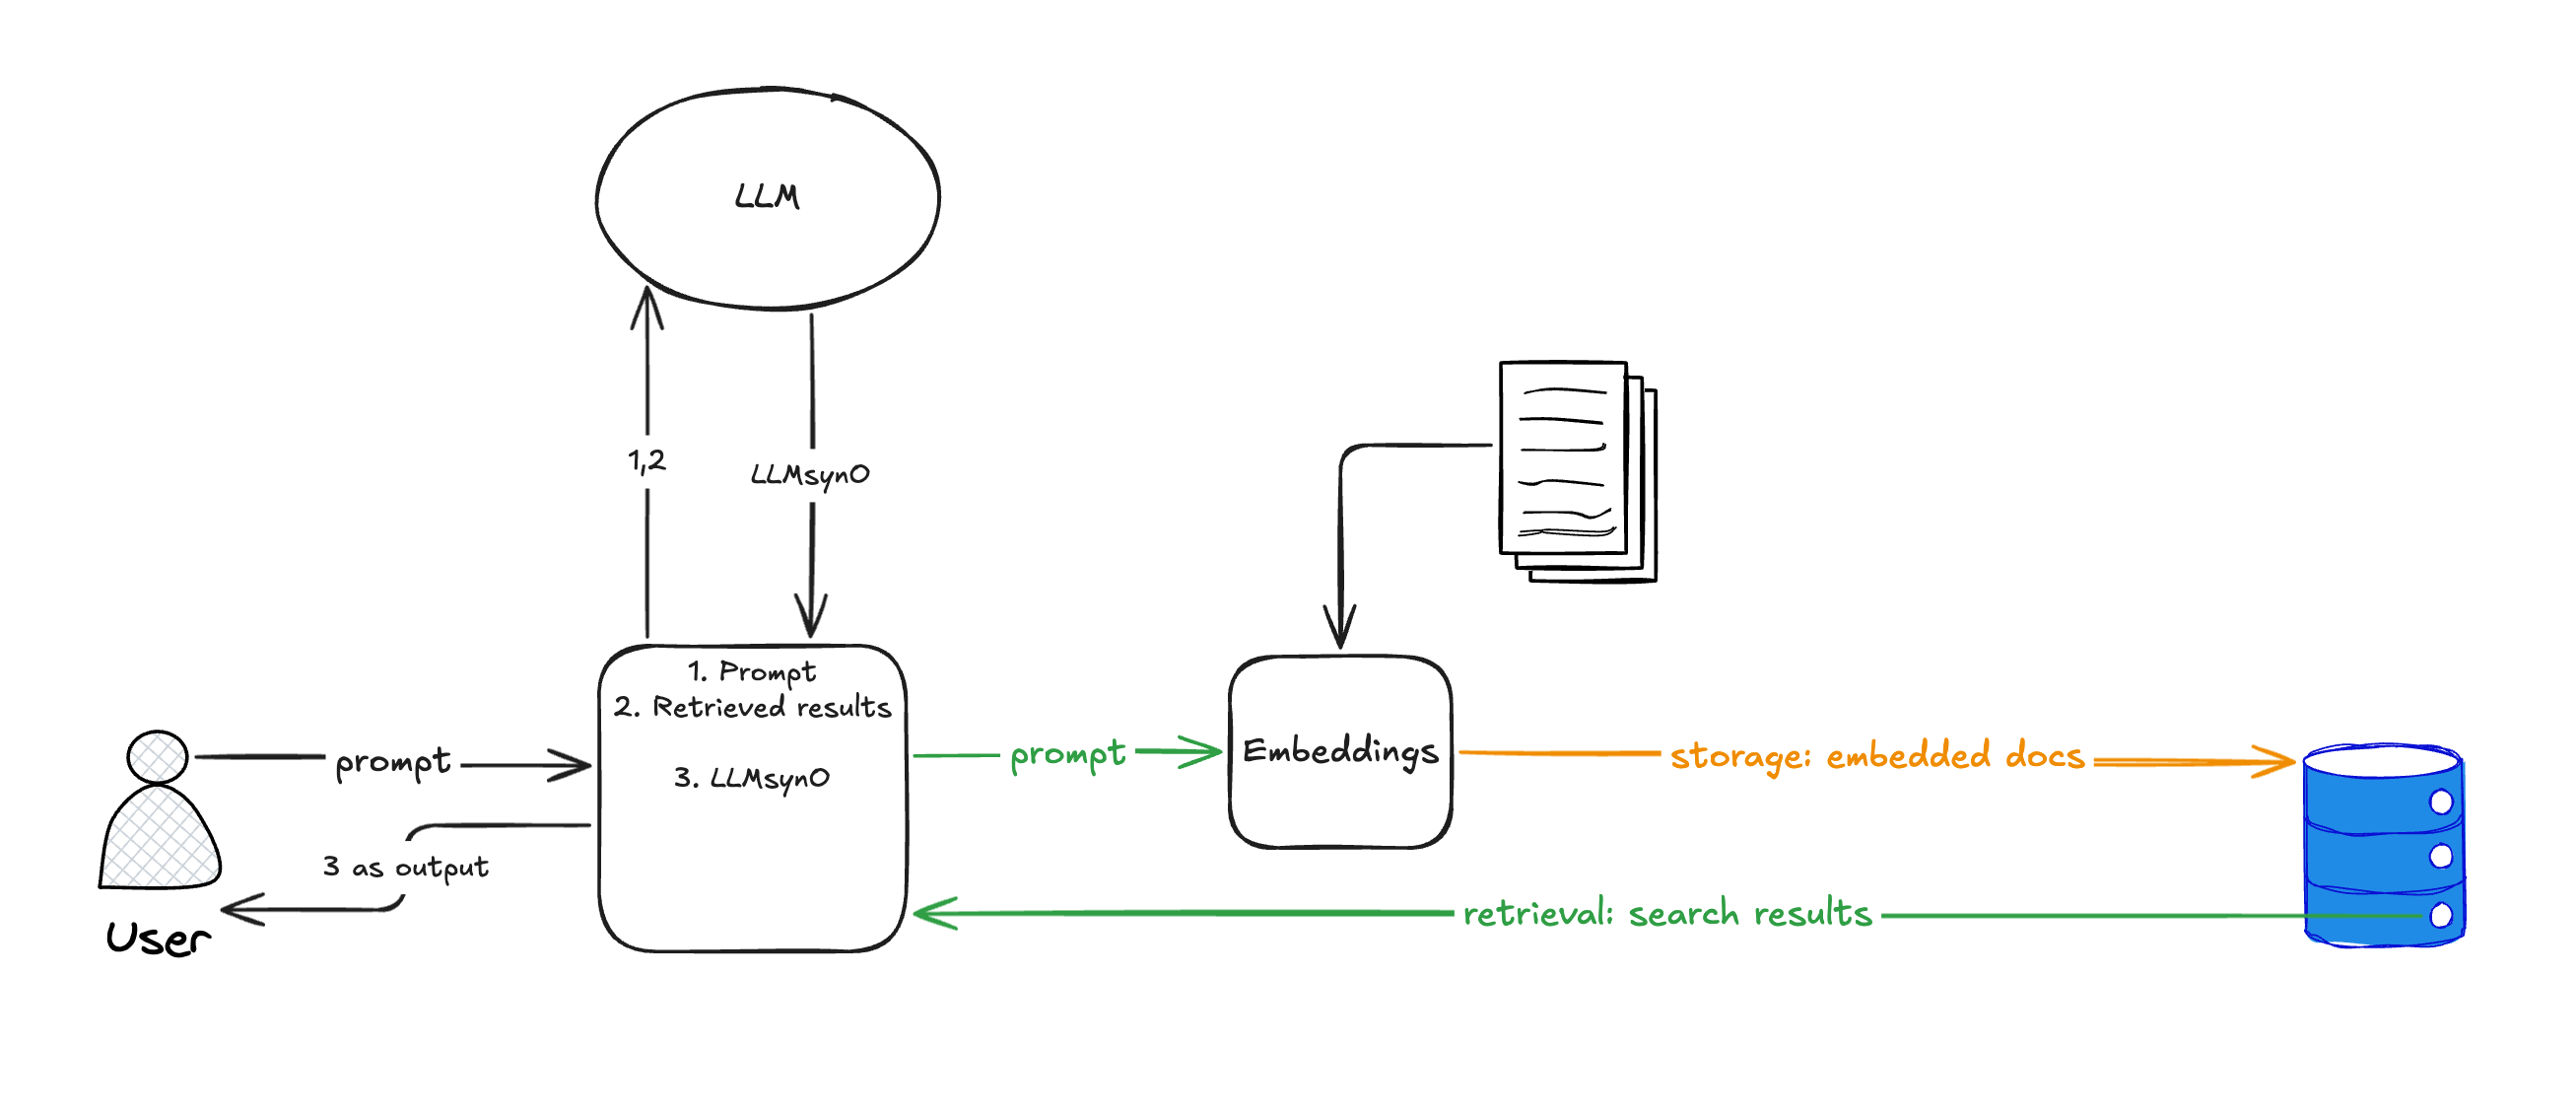 LLM
1,2
LLMsynO
1. Prompt
2. Retrieved results
3. LLMsynO
prompt
3 as output
User
prompt
Embeddings
storage: embedded docs
retrieval: search results